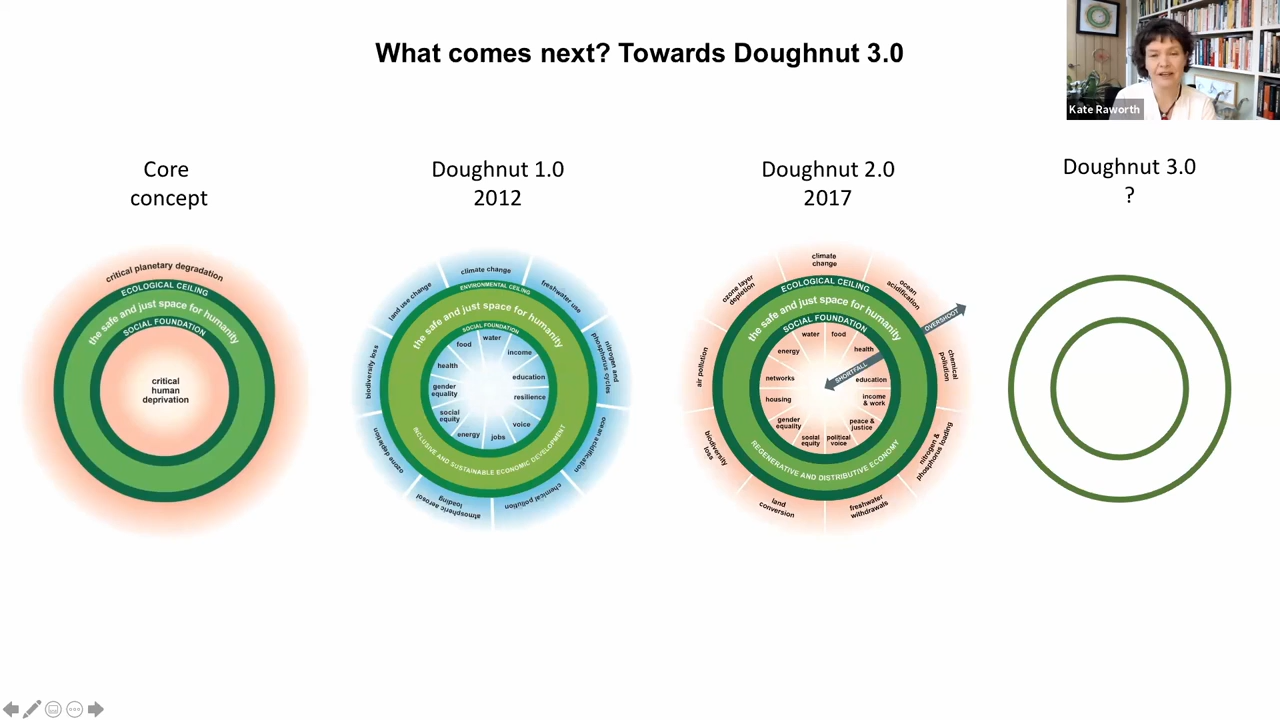 What comes next? Towards Doughnut 3.0
Kate Raworth
Core
concept
critical planetary degradation
ECOLOGICAL CEILING
the safe and just space for humanity
SOCIAL FOUNDATION
critical
human
deprivation
Doughnut 1.0
2012
climate change
freshwater use
nitrogen and
phosphorus cycles
ocean acidification
chemical pollution
atmospheric aerosol
loading
ozone depletion
biodiversity loss
land use change
ENVIRONMENTAL CEILING
the safe and just space for humanity
SOCIAL FOUNDATION
water
income
education
resilience
voice
jobs
energy
social
equity
gender
equality
health
food
INCLUSIVE AND SUSTAINABLE ECONOMIC DEVELOPMENT
Doughnut 2.0
2017
climate
change
ocean
acidification
chemical
pollution
nitrogen &
phosphorus loading
freshwater
withdrawals
land
conversion
biodiversity
loss
air pollution
ozone layer
depletion
ECOLOGICAL CEILING
the safe and just space for humanity
SOCIAL FOUNDATION
OVERSHOOT
SHORTFALL
water
food
health
education
income
& work
peace &
justice
political
voice
social
equity
gender
equality
housing
networks
energy
REGENERATIVE AND DISTRIBUTIVE ECONOMY
Doughnut 3.0
?